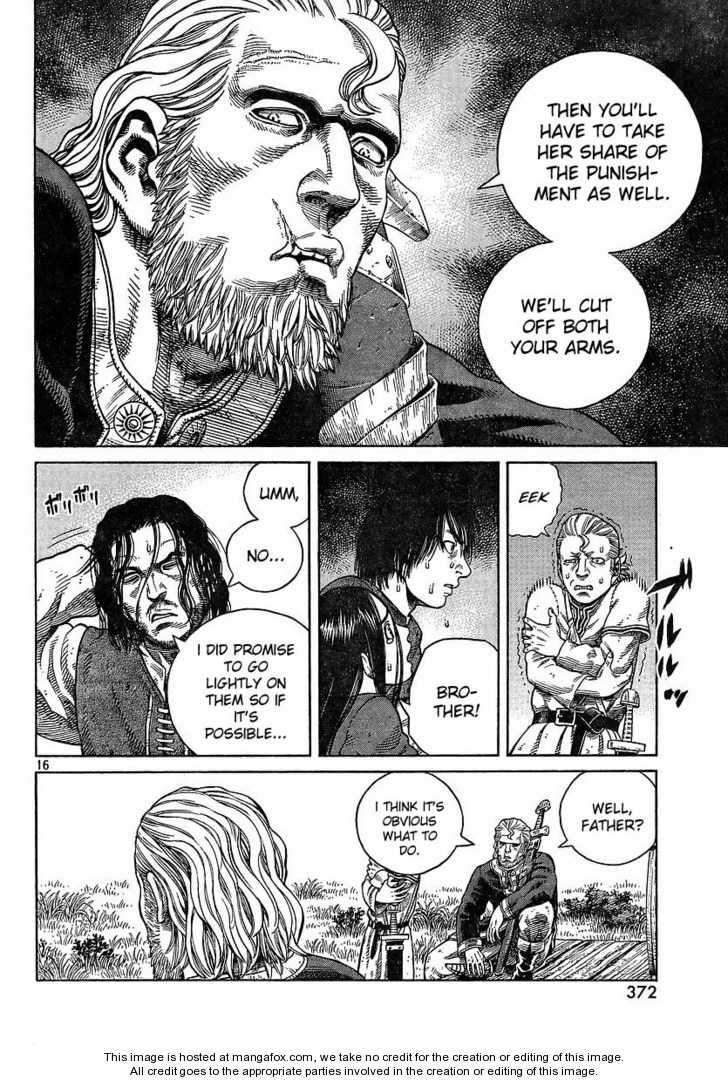 THEN YOU'LL
HAVE TO TAKE
HER SHARE OF
THE PUNISH-
MENT AS WELL.
WE'LL CUT
OFF BOTH
YOUR ARMS.
ボリボリ
UMM,
NO...
I DID PROMISE
TO GO
LIGHTLY ON
THEM SO IF
IT'S
POSSIBLE...
BRO-
THER!
EEK
ブルルッ
16
I THINK IT'S
OBVIOUS
WHAT TO
DO.
WELL,
FATHER?
372
This image is hosted at mangafox.com, we take no credit for the creation or editing of this image.
All credit goes to the appropriate parties involved in the creation or editing of this image.